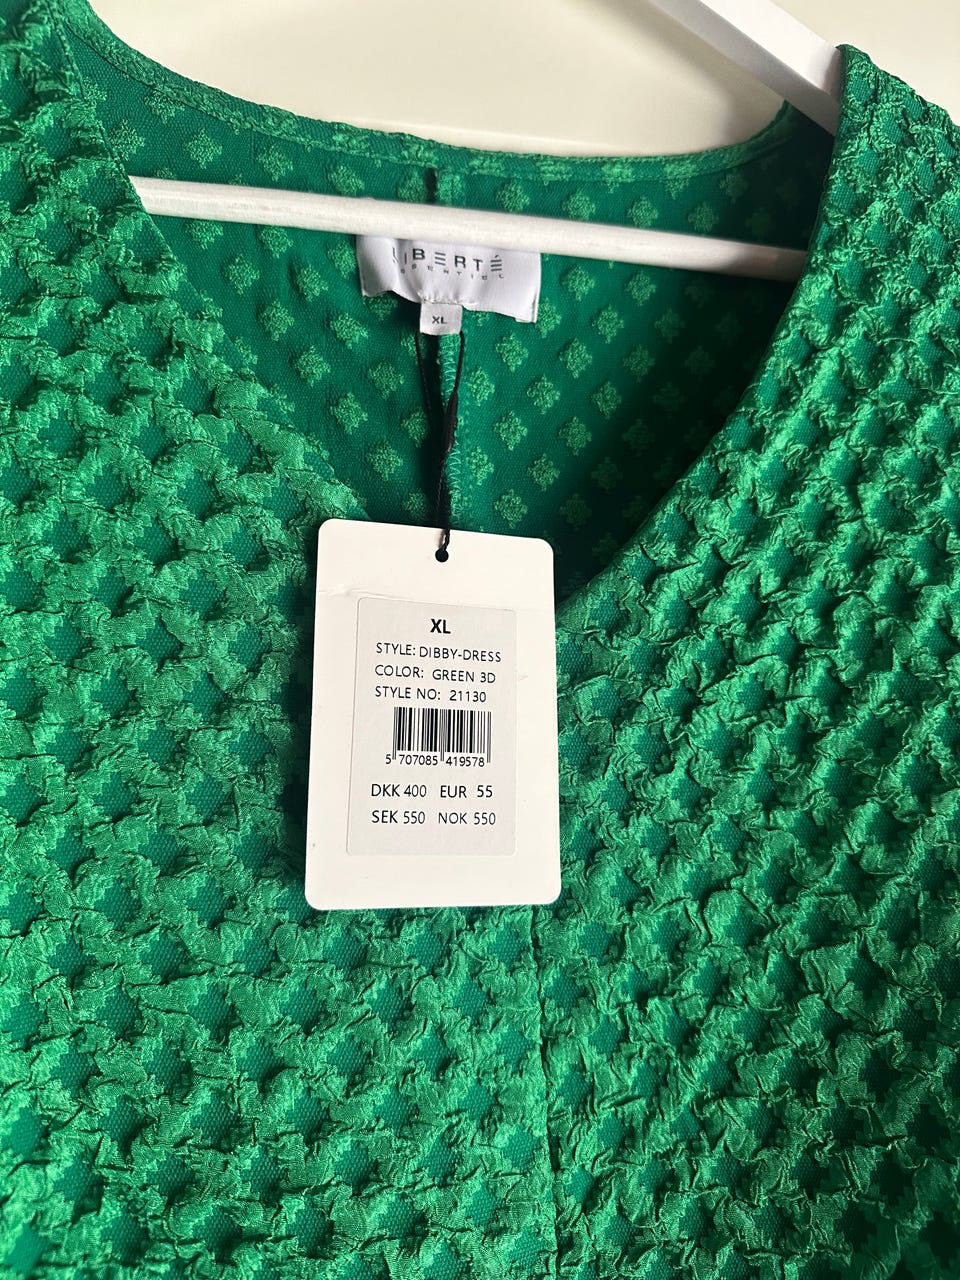 LIBERTÉ
ESSENTIEL
XL
XL
STYLE: DIBBY-DRESS
COLOR: GREEN 3D
STYLE NO: 21130
5 707085 419578
DKK 400 EUR 55
SEK 550 NOK 550